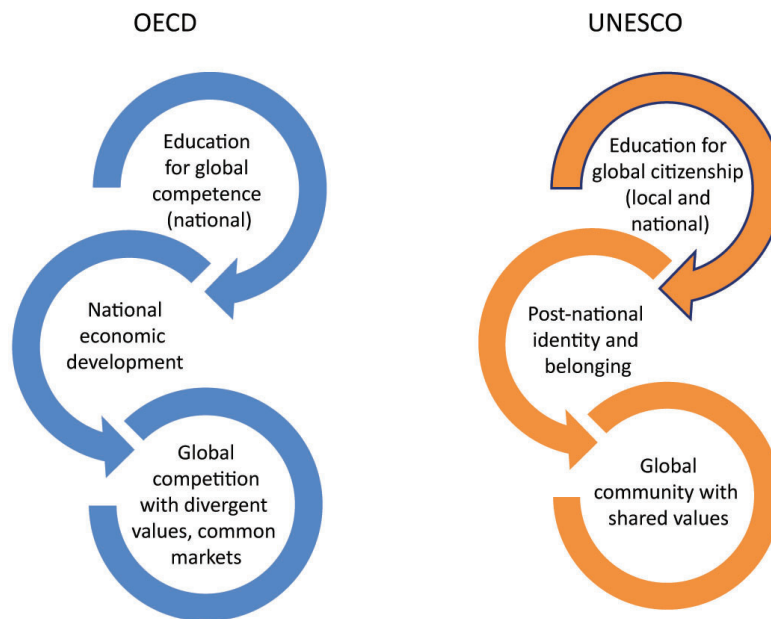 OECD
Education
for global
competence
(national)
National
economic
development
Global
competition
with divergent
values, common
markets
UNESCO
Education for
global citizenship
(local and
national)
Post-national
identity and
belonging
Global
community with
shared values